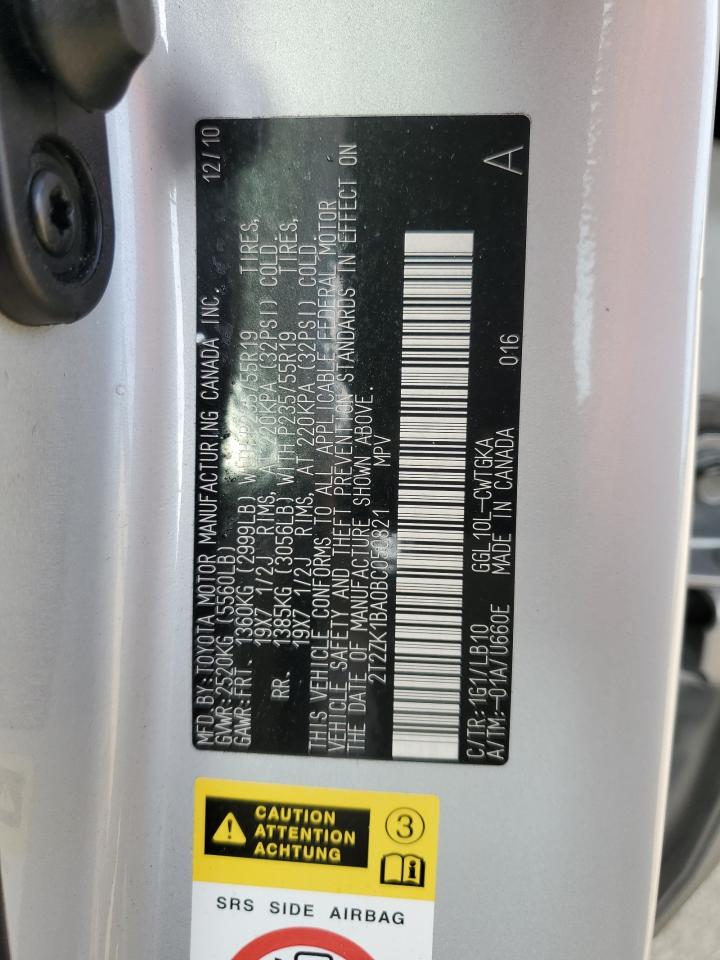 MFD. BY: TOYOTA MOTOR MANUFACTURING CANADA INC. 12/10
GVWR: 2520KG (5560LB)
GAWR: FRT. 1360KG (2999LB) WITH P235/55R19 TIRES,
19X7 1/2J RIMS, AT 220KPA (32PSI) COLD.
RR. 1385KG (3056LB) WITH P235/55R19 TIRES,
19X7 1/2J RIMS, AT 220KPA (32PSI) COLD.
THIS VEHICLE CONFORMS TO ALL APPLICABLE FEDERAL MOTOR
VEHICLE SAFETY AND THEFT PREVENTION STANDARDS IN EFFECT ON
THE DATE OF MANUFACTURE SHOWN ABOVE.
2T2ZK1BA0BC050821 MPV
C/TR: 1G1/LB10 GGL10L-CWTGKA 016 A
A/TM: -01A/U660E MADE IN CANADA
CAUTION
ATTENTION
ACHTUNG
3
SRS SIDE AIRBAG